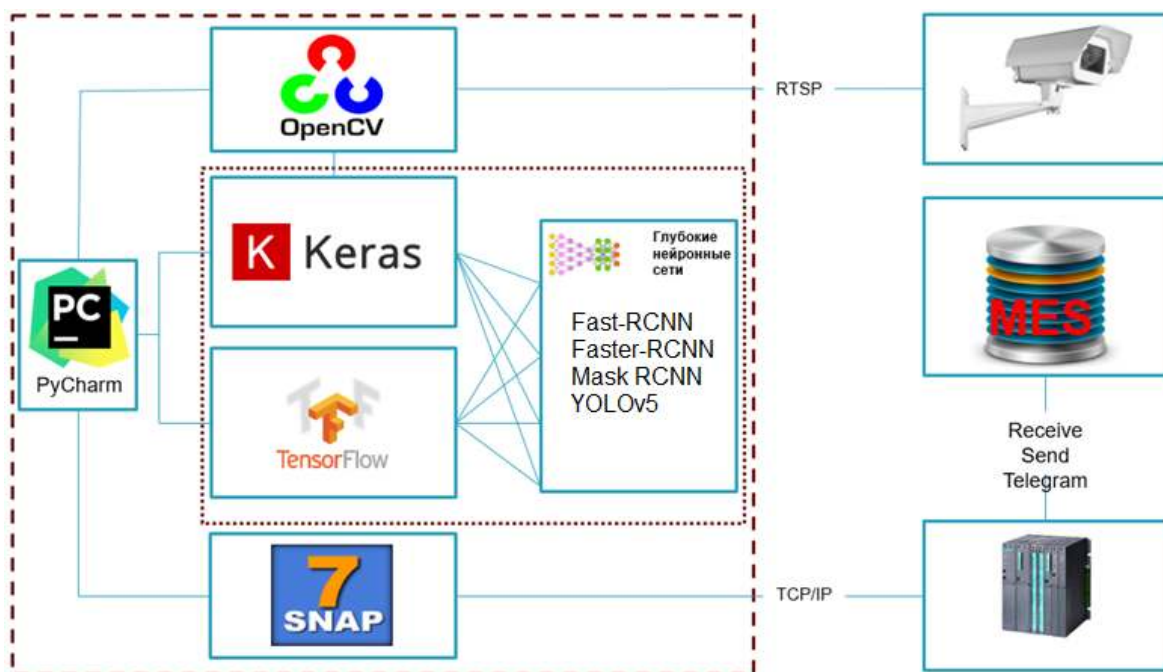 OpenCV
RTSP
K Keras
Глубокие
нейронные
сети
Fast-RCNN
Faster-RCNN
Mask RCNN
YOLOv5
PC
PyCharm
TensorFlow
MES
Receive
Send
Telegram
7
SNAP
TCP/IP